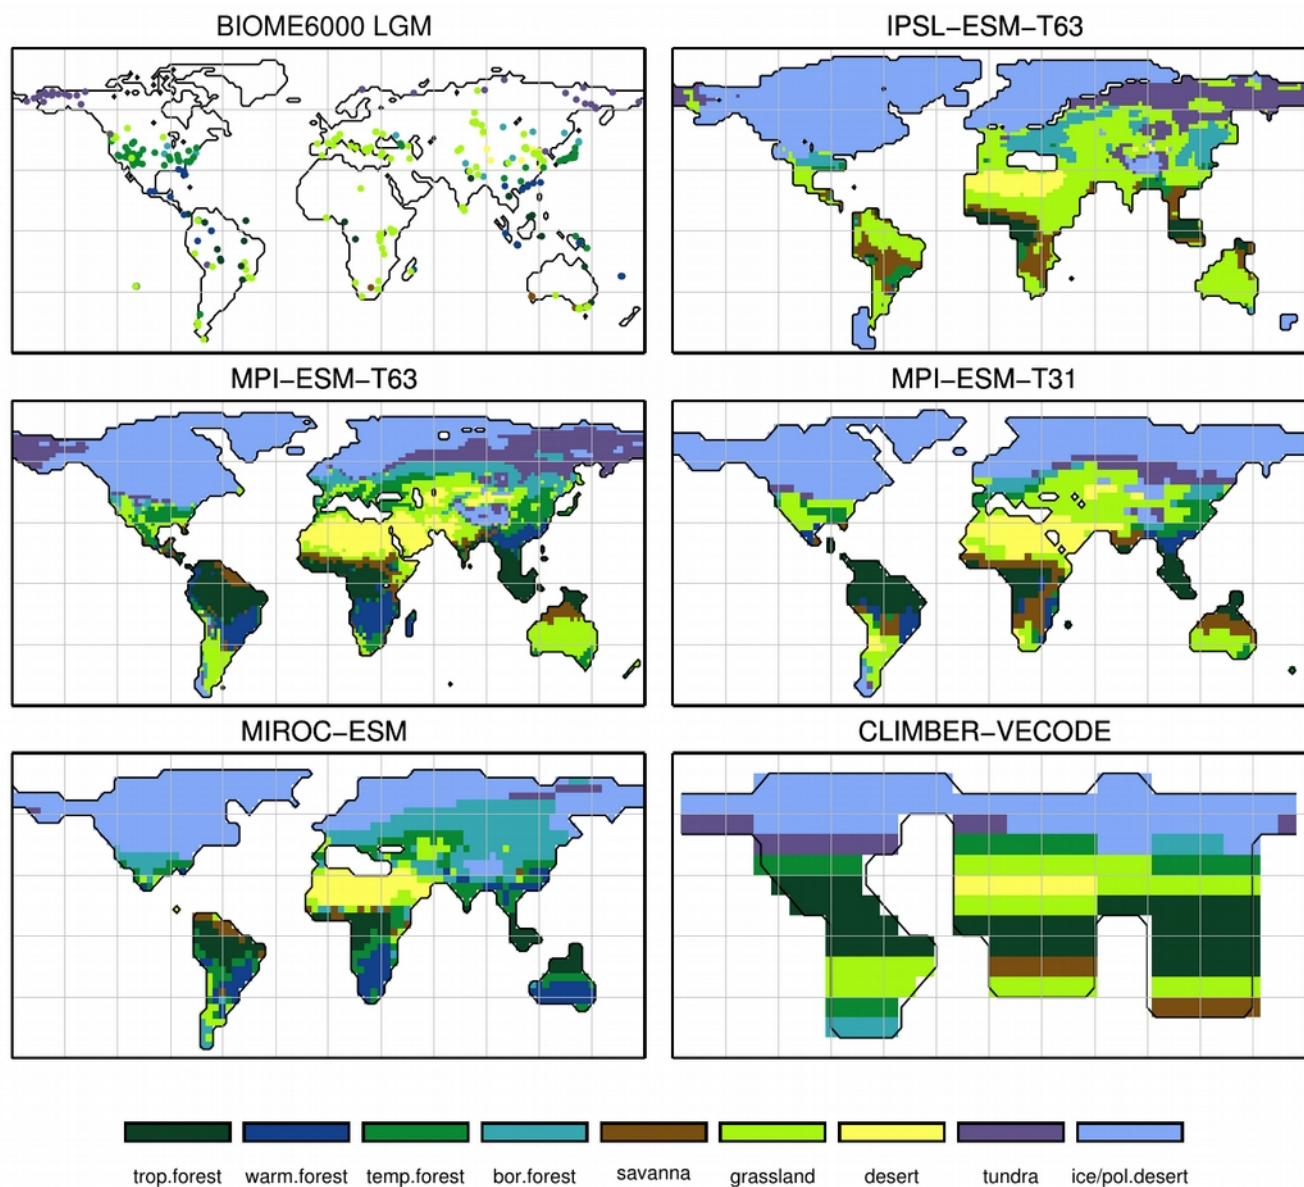 BIOME6000 LGM
IPSL−ESM−T63
MPI−ESM−T63
MPI−ESM−T31
MIROC−ESM
CLIMBER−VECODE
trop.forest warm.forest temp.forest bor.forest savanna grassland desert tundra ice/pol.desert